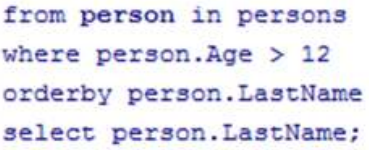 from person in persons
where person.Age > 12
orderby person.LastName
select person.LastName;